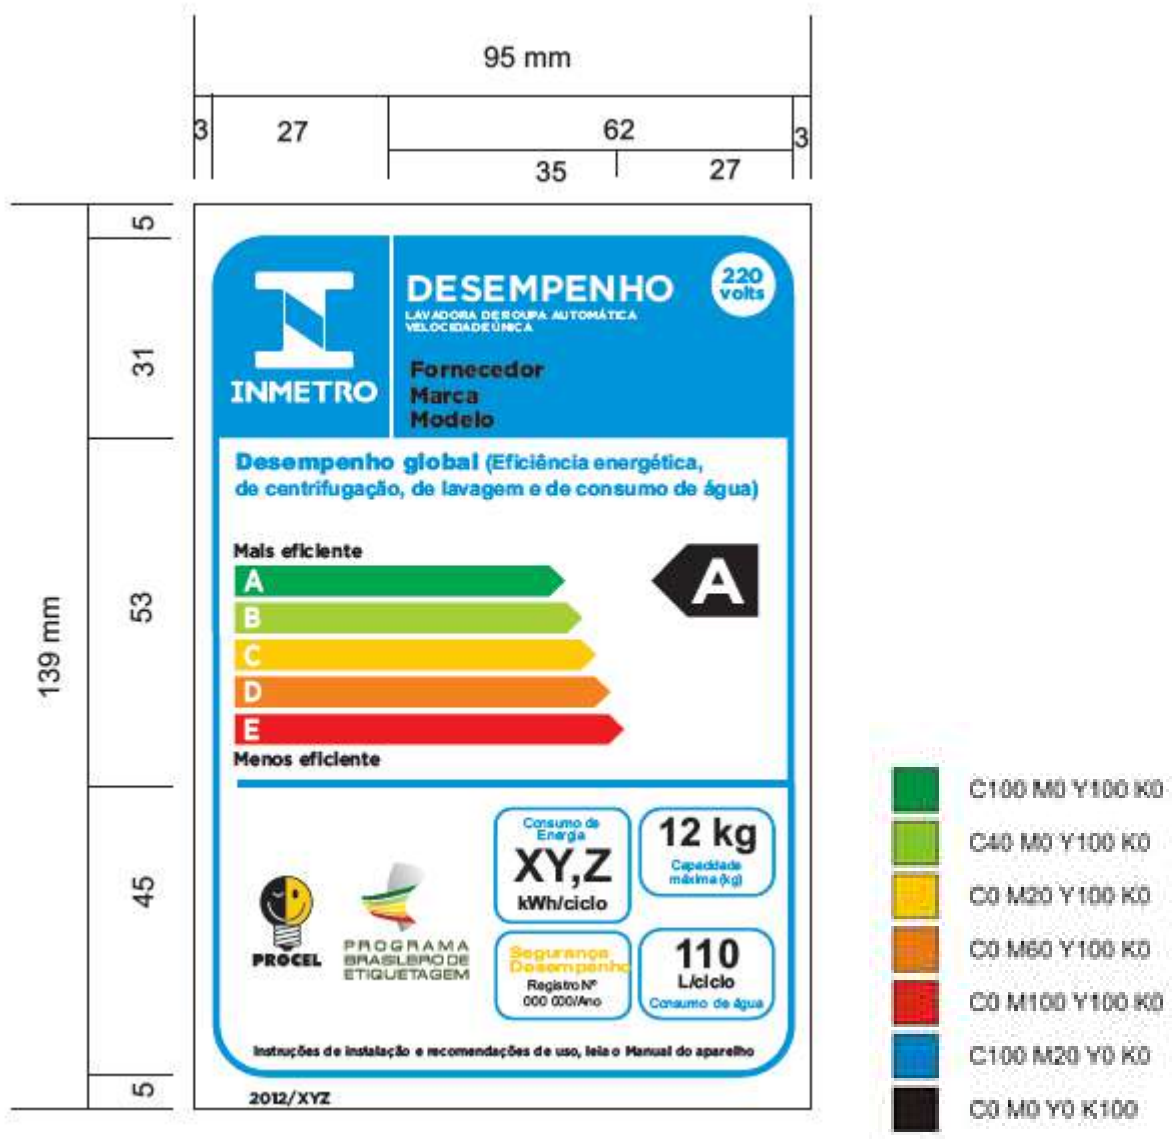 95 mm
3
27
62
3
35
27
5
31
53
139 mm
45
5
INMETRO
DESEMPENHO
220
volts
LAVADORA DE ROUPA AUTOMÁTICA
VELOCIDADE ÚNICA
Fornecedor
Marca
Modelo
Desempenho global (Eficiência energética,
de centrifugação, de lavagem e de consumo de água)
Mais eficiente
A
B
C
D
E
A
Menos eficiente
PROCEL
PROGRAMA
BRASILEIRO DE
ETIQUETAGEM
Consumo de
Energia
XY,Z
kWh/ciclo
12 kg
Capacidade
máxima (kg)
Segurança
Desempenho
Registro Nº
000 000/Ano
110
L/ciclo
Consumo de água
Instruções de instalação e recomendações de uso, leia o Manual do aparelho
2012/XYZ
C100 M0 Y100 K0
C40 M0 Y100 K0
C0 M20 Y100 K0
C0 M60 Y100 K0
C0 M100 Y100 K0
C100 M20 Y0 K0
C0 M0 Y0 K100